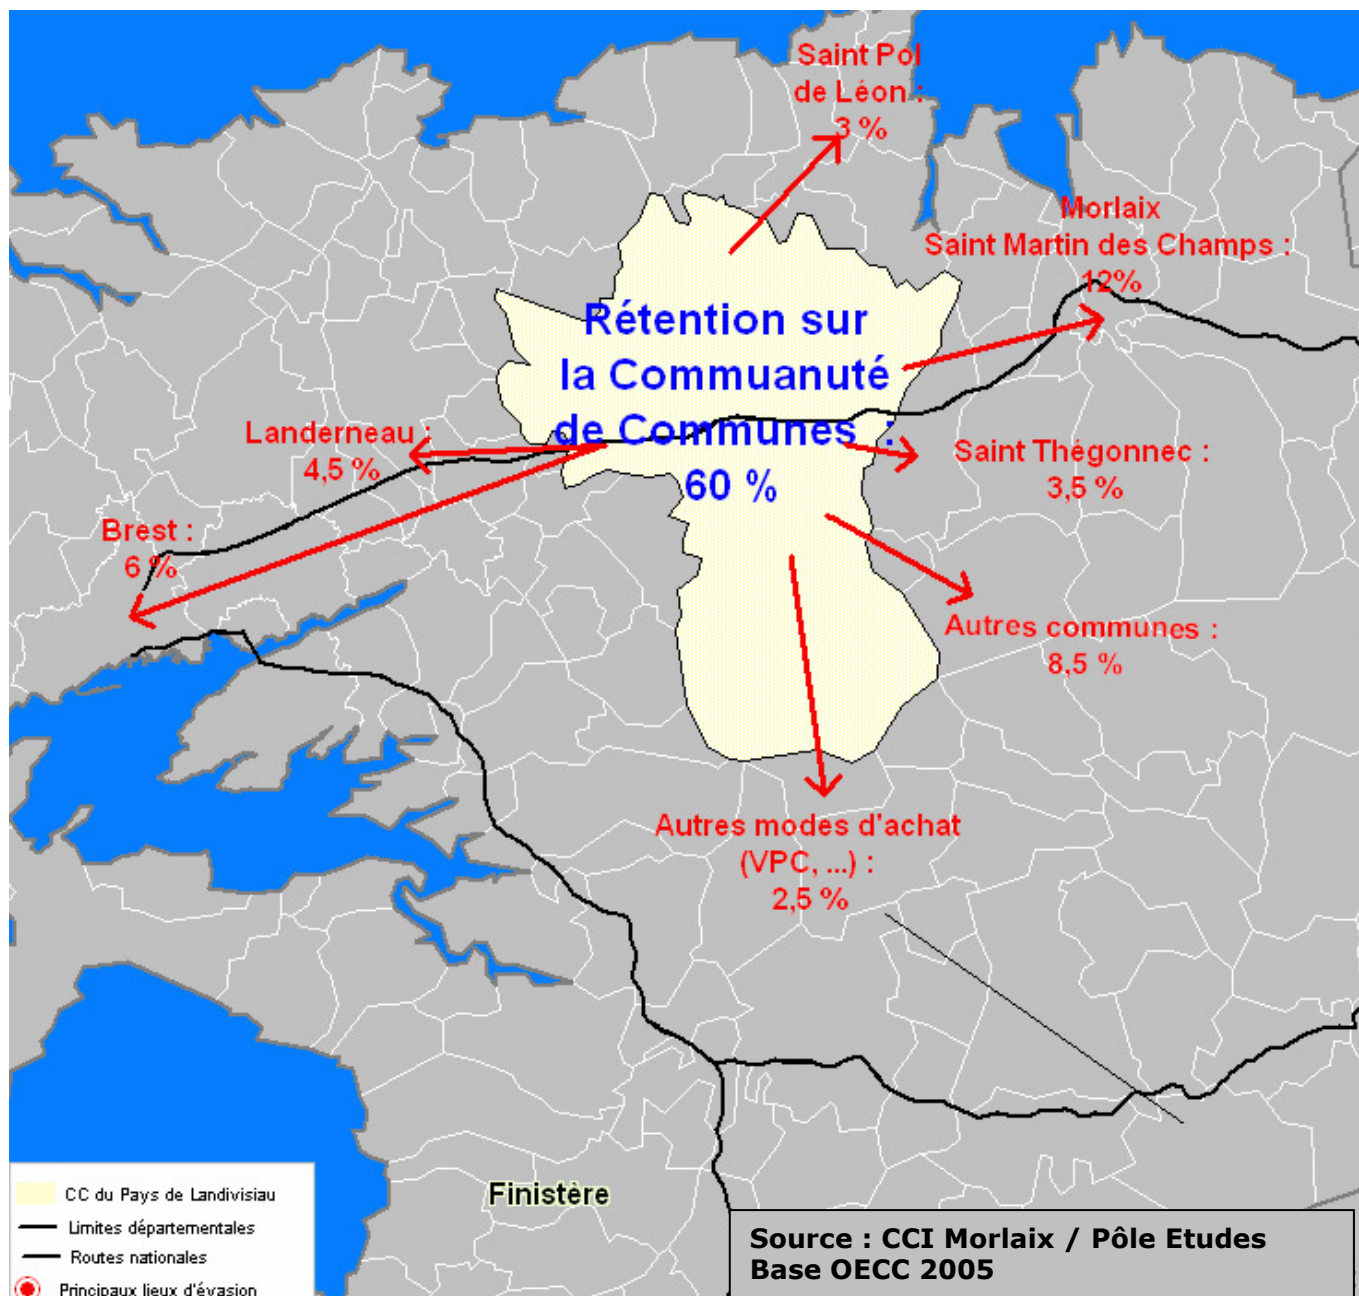 Saint Pol
de Léon :
3 %
Morlaix
Saint Martin des Champs :
12%
Rétention sur
la Commuanuté
de Communes :
60 %
Landerneau :
4,5 %
Saint Thégonnec :
3,5 %
Brest :
6 %
Autres communes :
8,5 %
Autres modes d'achat
(VPC, ...) :
2,5 %
Finistère
CC du Pays de Landivisiau
Limites départementales
Routes nationales
Principaux lieux d'évasion
Source : CCI Morlaix / Pôle Etudes
Base OECC 2005